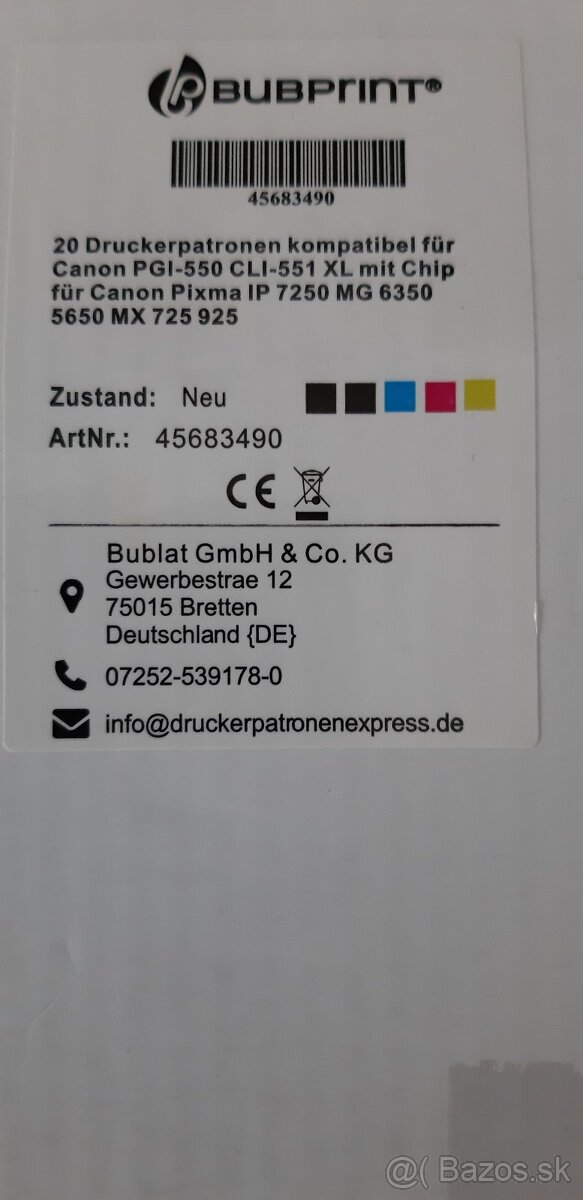 BUBPRINT®
45683490
20 Druckerpatronen kompatibel für
Canon PGI-550 CLI-551 XL mit Chip
für Canon Pixma IP 7250 MG 6350
5650 MX 725 925
Zustand: Neu
ArtNr.: 45683490
CE
Bublat GmbH & Co. KG
Gewerbestrae 12
75015 Bretten
Deutschland {DE}
07252-539178-0
info@druckerpatronenexpress.de
@( Bazos.sk